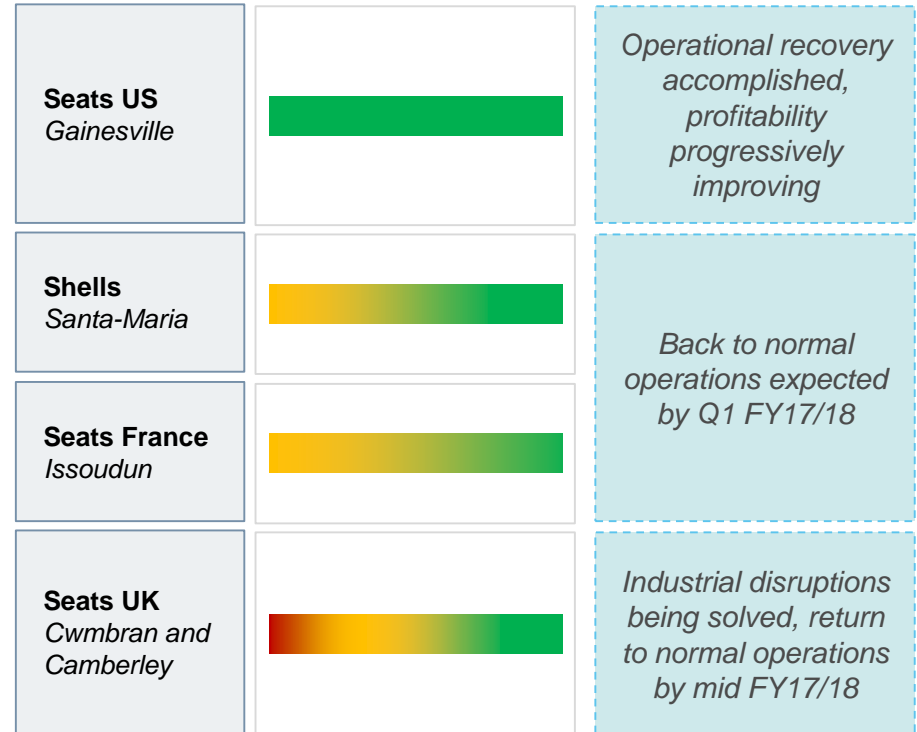 Seats US
Gainesville
Operational recovery
accomplished,
profitability
progressively
improving
Shells
Santa-Maria
Seats France
Issoudun
Back to normal
operations expected
by Q1 FY17/18
Seats UK
Cwmbran and
Camberley
Industrial disruptions
being solved, return
to normal operations
by mid FY17/18